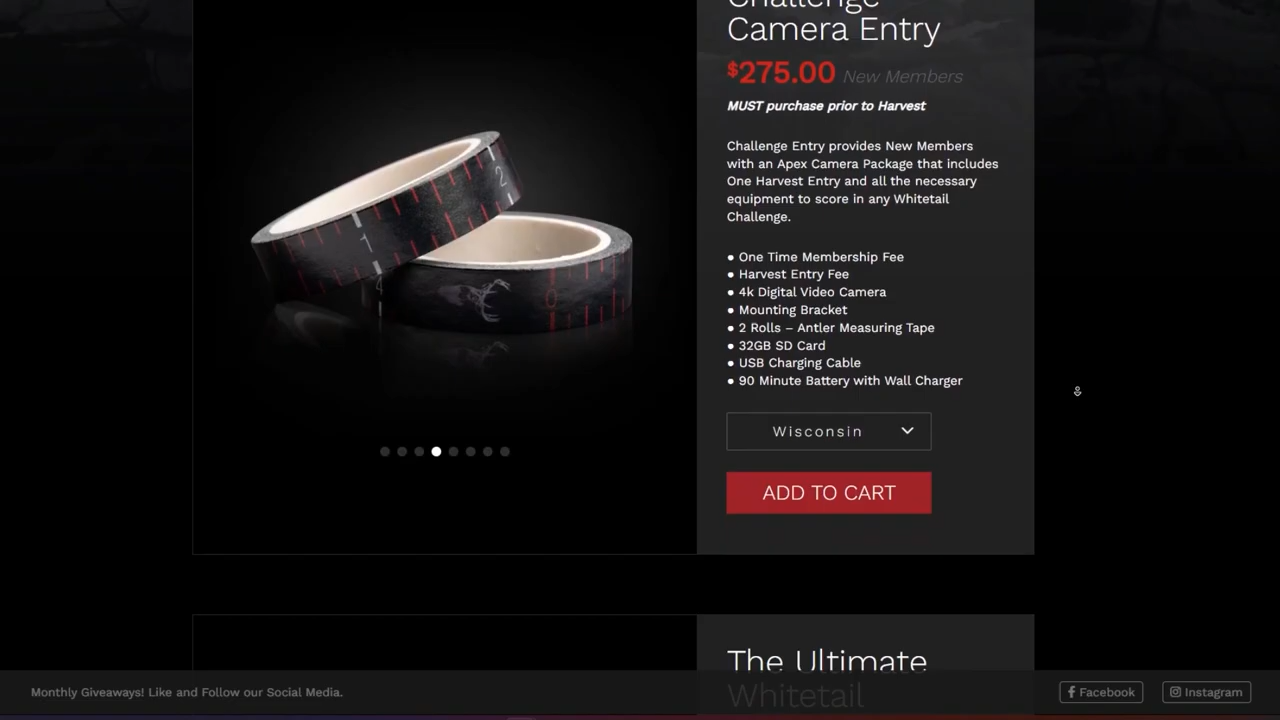 Challenge
Camera Entry
$275.00 New Members
MUST purchase prior to Harvest
Challenge Entry provides New Members
with an Apex Camera Package that includes
One Harvest Entry and all the necessary
equipment to score in any Whitetail
Challenge.
● One Time Membership Fee
● Harvest Entry Fee
● 4k Digital Video Camera
● Mounting Bracket
● 2 Rolls – Antler Measuring Tape
● 32GB SD Card
● USB Charging Cable
● 90 Minute Battery with Wall Charger
Wisconsin
ADD TO CART
1
2
0
The Ultimate
Whitetail
Monthly Giveaways! Like and Follow our Social Media.
Facebook
Instagram